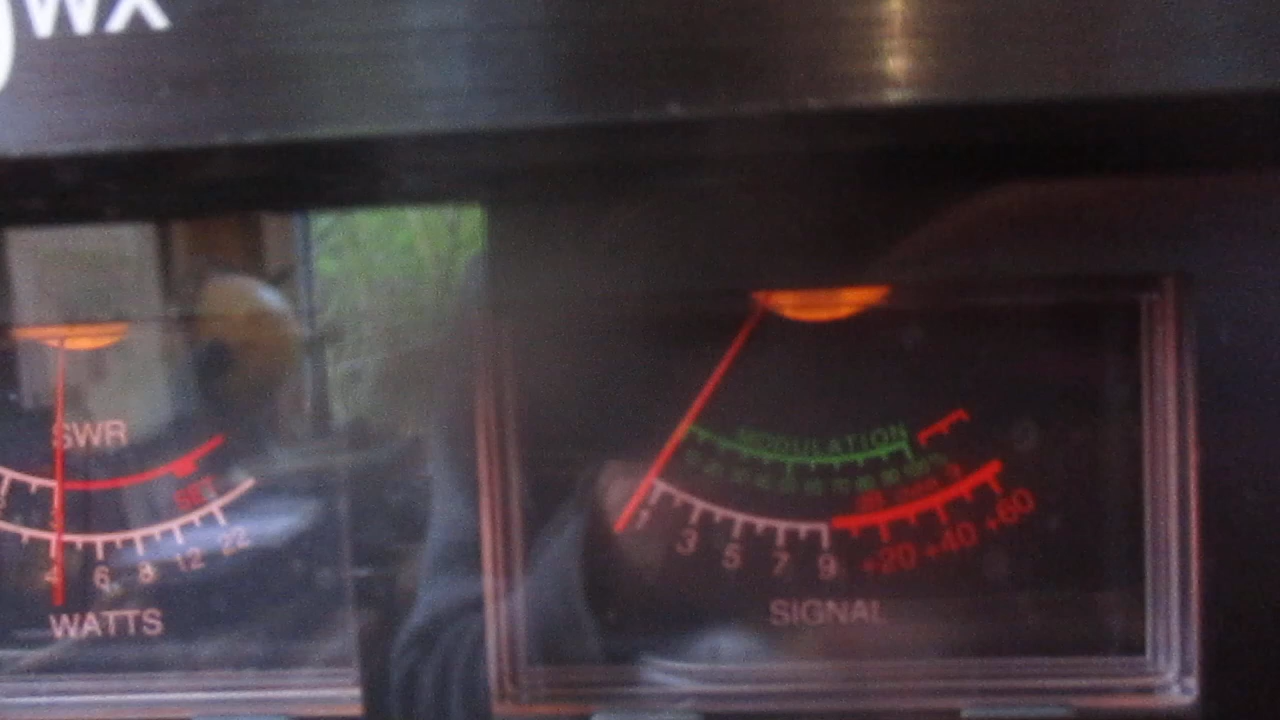 WX
SWR
SET
4 6 8 12 22
WATTS
MODULATION
1 3 5 7 9 +20 +40 +60
SIGNAL